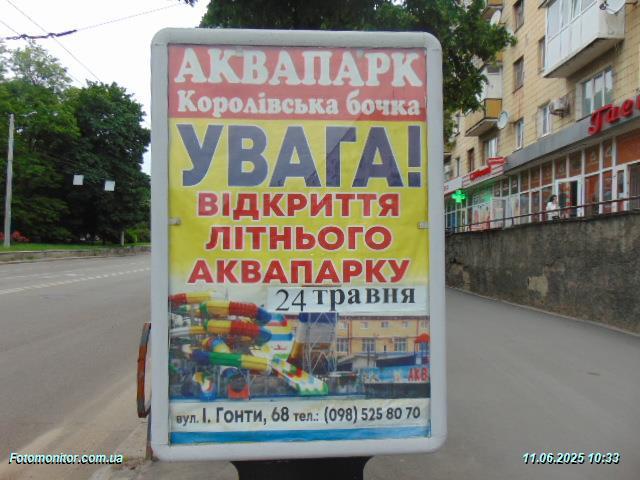 АКВАПАРК
Королівська бочка
УВАГА!
ВІДКРИТТЯ
ЛІТНЬОГО
АКВАПАРКУ
24 травня
вул. І. Гонти, 68 тел.: (098) 525 80 70
Fotomonitor.com.ua
11.06.2025 10:33